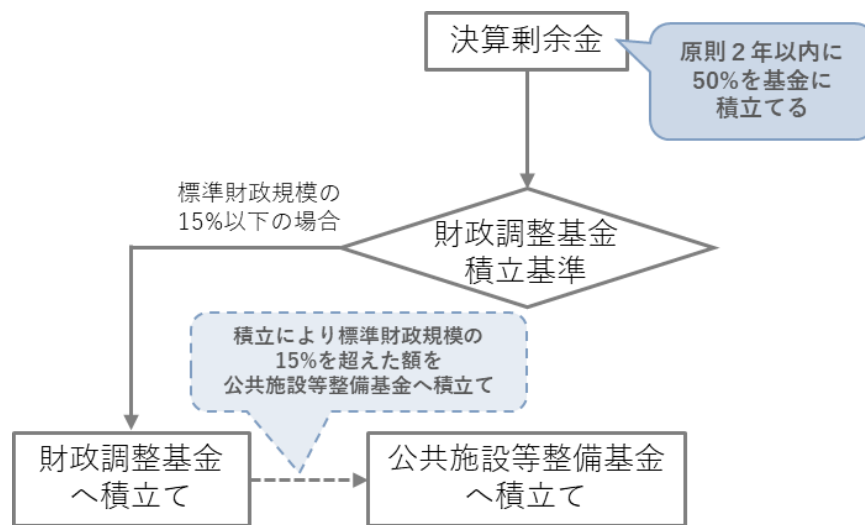 決算剰余金
原則２年以内に
50%を基金に
積立てる
標準財政規模の
15%以下の場合
財政調整基金
積立基準
積立により標準財政規模の
15%を超えた額を
公共施設等整備基金へ積立て
財政調整基金
へ積立て
公共施設等整備基金
へ積立て